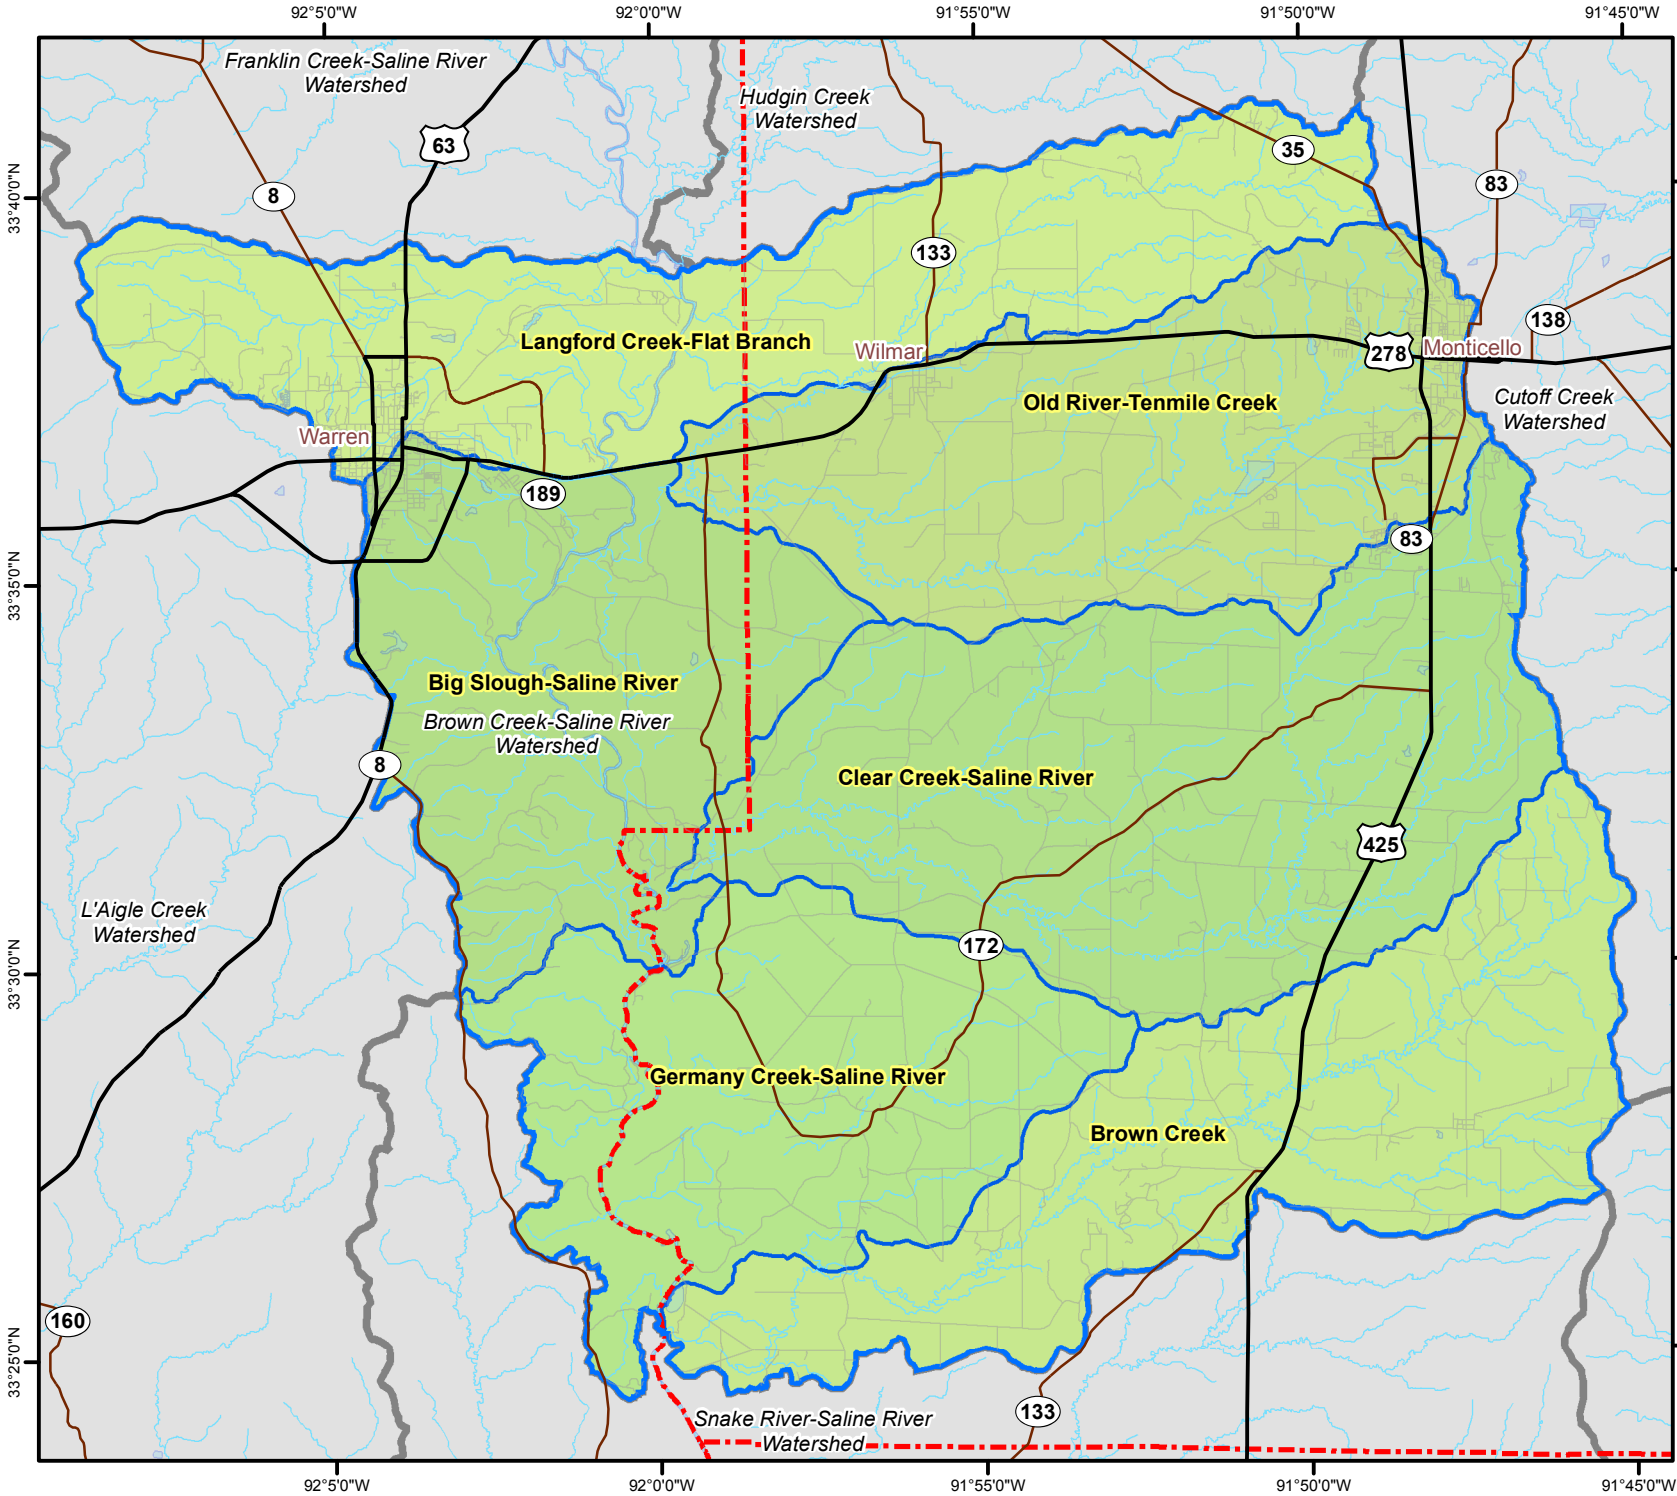 92°5'0"W
92°0'0"W
91°55'0"W
91°50'0"W
91°45'0"W
Franklin Creek-Saline River
Watershed
Hudgin Creek
Watershed
63
35
83
8
33°40'0"N
133
138
Langford Creek-Flat Branch
Wilmar
278
Monticello
Old River-Tenmile Creek
Cutoff Creek
Watershed
Warren
189
83
33°35'0"N
Big Slough-Saline River
Brown Creek-Saline River
Watershed
8
Clear Creek-Saline River
425
L'Aigle Creek
Watershed
172
33°30'0"N
Germany Creek-Saline River
Brown Creek
160
33°25'0"N
133
Snake River-Saline River
Watershed
92°5'0"W
92°0'0"W
91°55'0"W
91°50'0"W
91°45'0"W